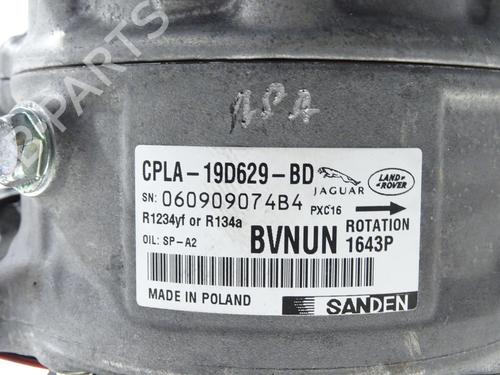 CPLA-19D629-BD
JAGUAR
LAND ROVER
SN: 060909074B4 PXC16
R1234yf or R134a
ROTATION
OIL: SP-A2
BVNUN 1643P
MADE IN POLAND
SANDEN